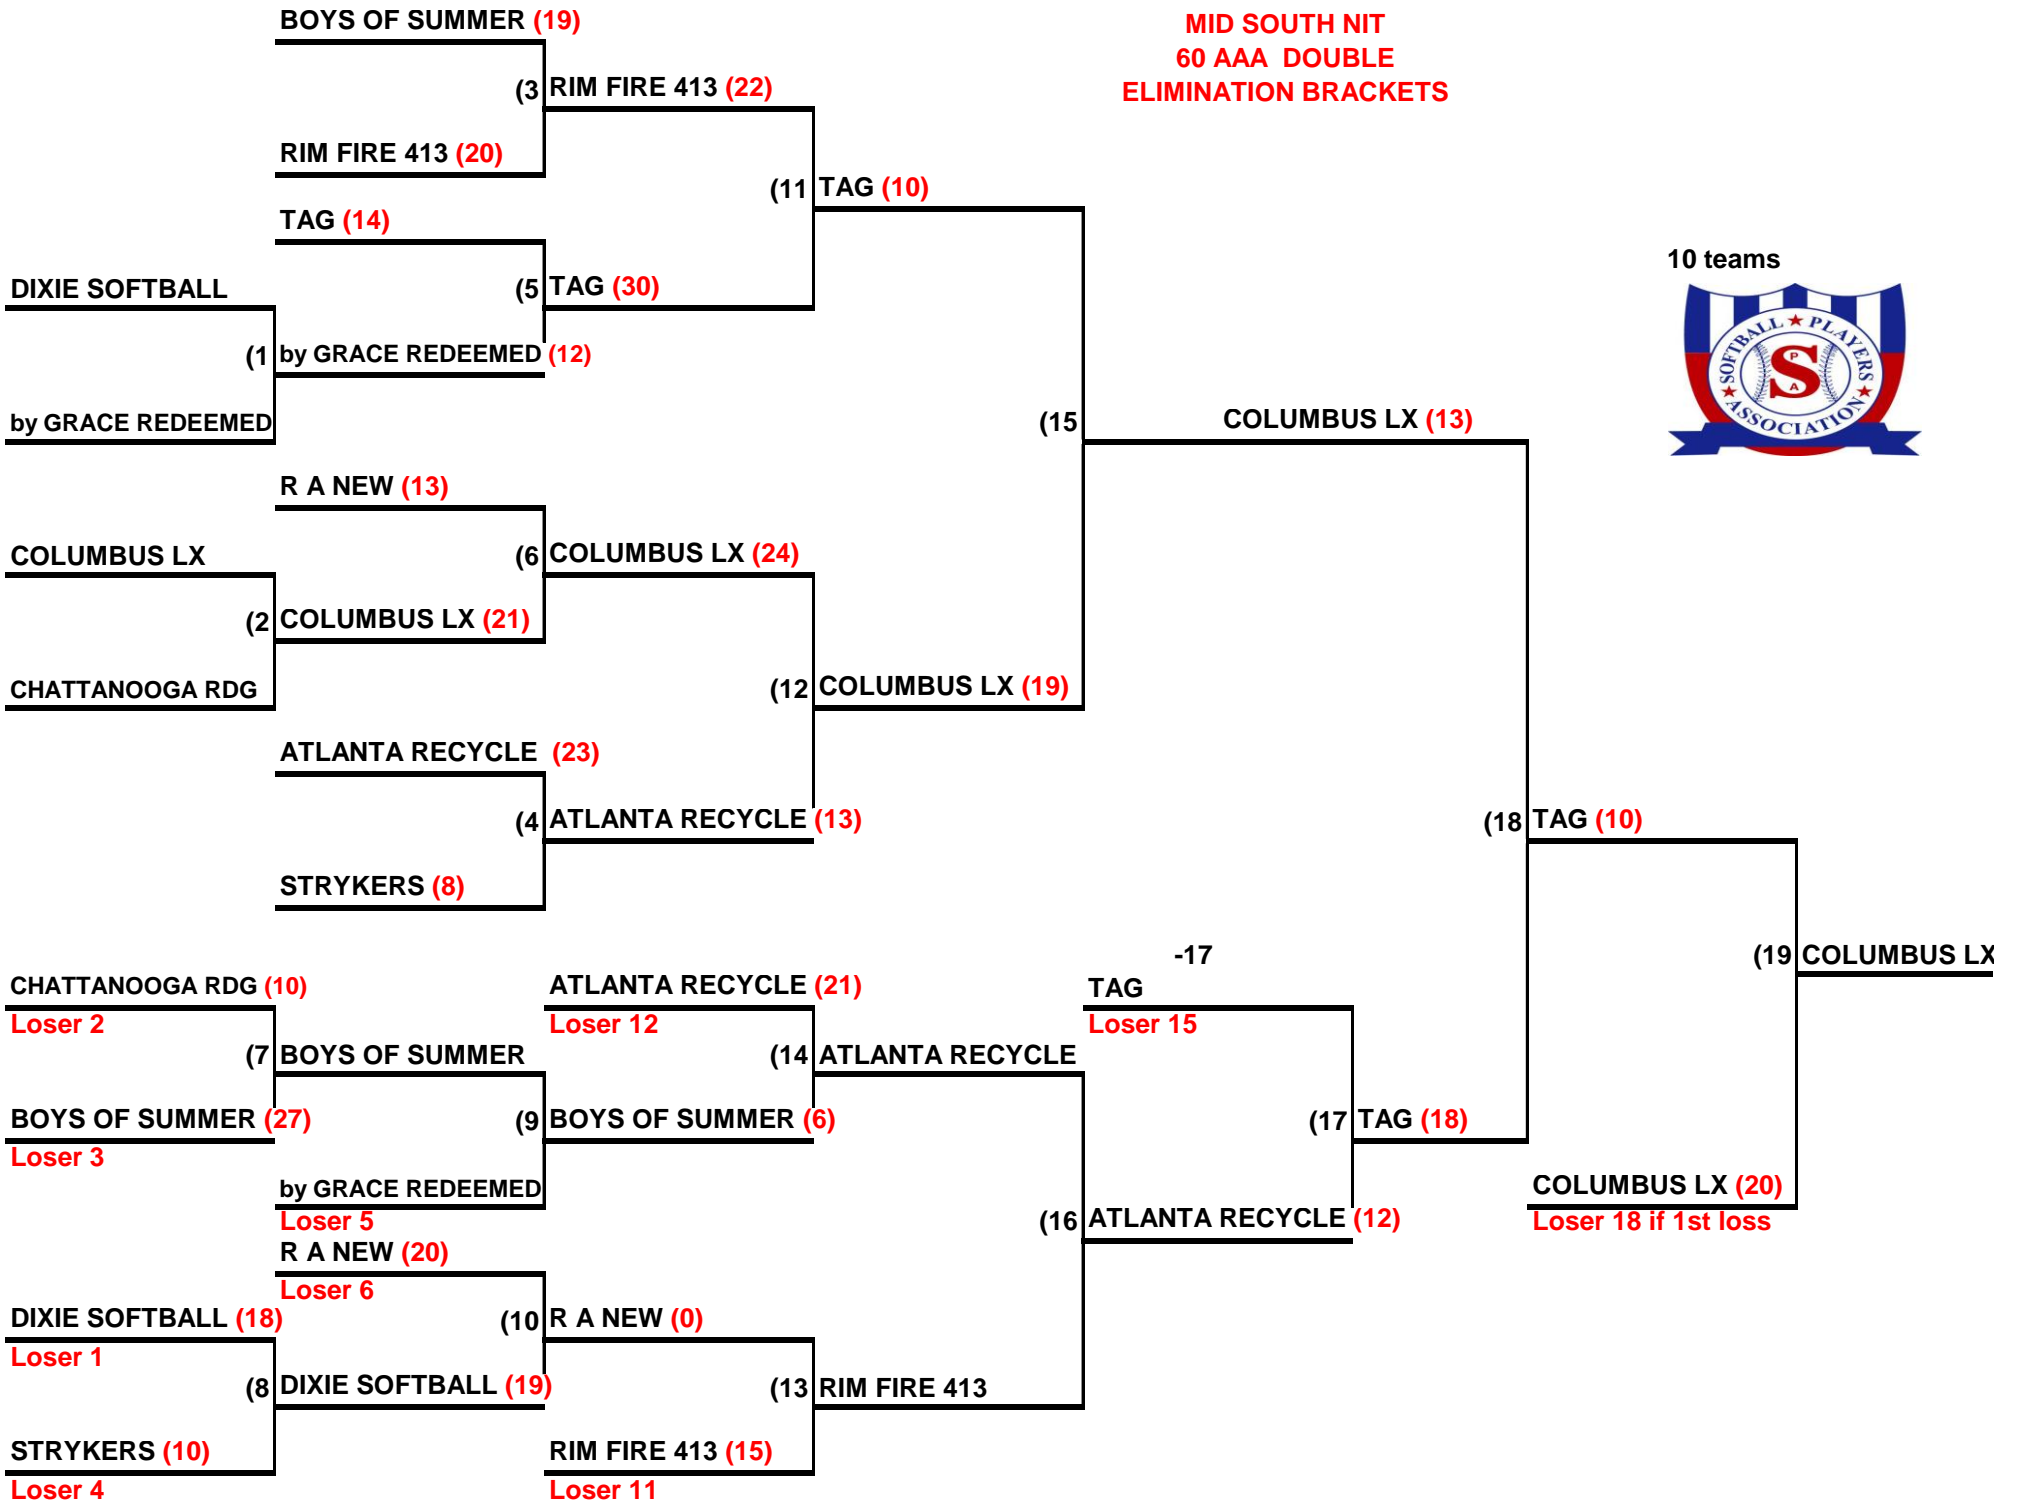 BOYS OF SUMMER (19)
MID SOUTH NIT
60 AAA  DOUBLE
ELIMINATION BRACKETS
(3 RIM FIRE 413 (22)
RIM FIRE 413 (20)
(11 TAG (10)
TAG (14)
10 teams
DIXIE SOFTBALL
(5 TAG (30)
SOFTBALL ★ PLAYERS
★ ASSOCIATION ★
P
S
A
(1 by GRACE REDEEMED (12)
by GRACE REDEEMED
(15 COLUMBUS LX (13)
R A NEW (13)
COLUMBUS LX
(6 COLUMBUS LX (24)
(2 COLUMBUS LX (21)
CHATTANOOGA RDG
(12 COLUMBUS LX (19)
ATLANTA RECYCLE  (23)
(4 ATLANTA RECYCLE (13)
(18 TAG (10)
STRYKERS (8)
-17
(19 COLUMBUS LX
CHATTANOOGA RDG (10)
ATLANTA RECYCLE (21)
TAG
Loser 2
Loser 12
Loser 15
(7 BOYS OF SUMMER
(14 ATLANTA RECYCLE
BOYS OF SUMMER (27)
(9 BOYS OF SUMMER (6)
(17 TAG (18)
Loser 3
by GRACE REDEEMED
COLUMBUS LX (20)
Loser 5
(16 ATLANTA RECYCLE (12)
Loser 18 if 1st loss
R A NEW (20)
Loser 6
DIXIE SOFTBALL (18)
(10 R A NEW (0)
Loser 1
(8 DIXIE SOFTBALL (19)
(13 RIM FIRE 413
STRYKERS (10)
RIM FIRE 413 (15)
Loser 4
Loser 11